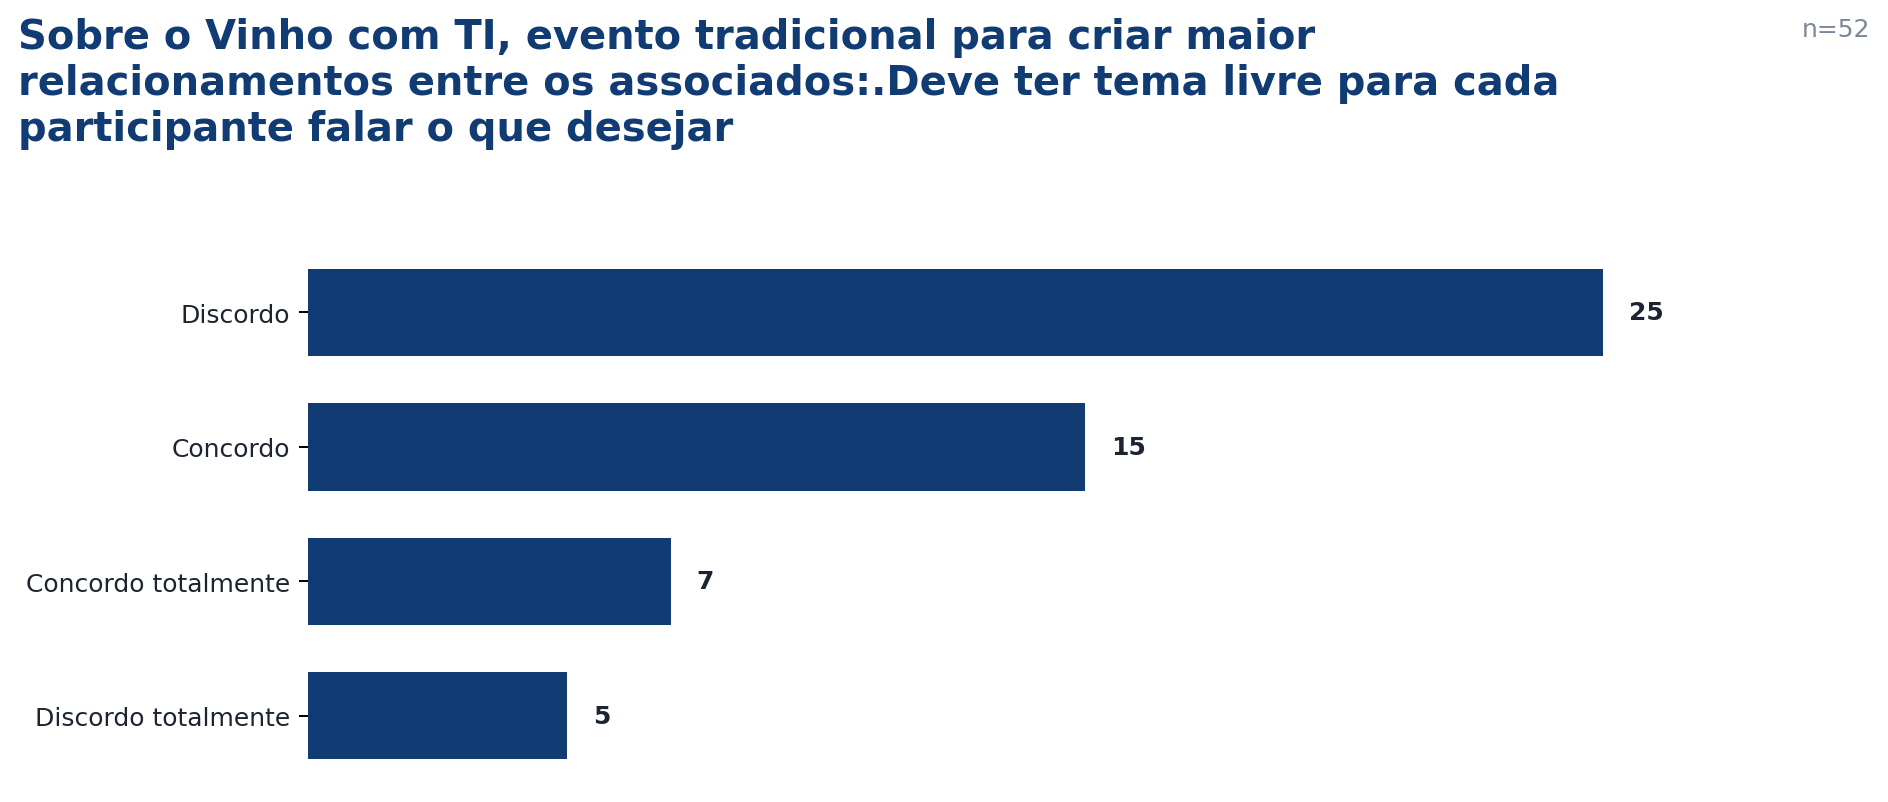 Sobre o Vinho com TI, evento tradicional para criar maior
relacionamentos entre os associados:.Deve ter tema livre para cada
participante falar o que desejar
n=52
Discordo
25
Concordo
15
Concordo totalmente
7
Discordo totalmente
5